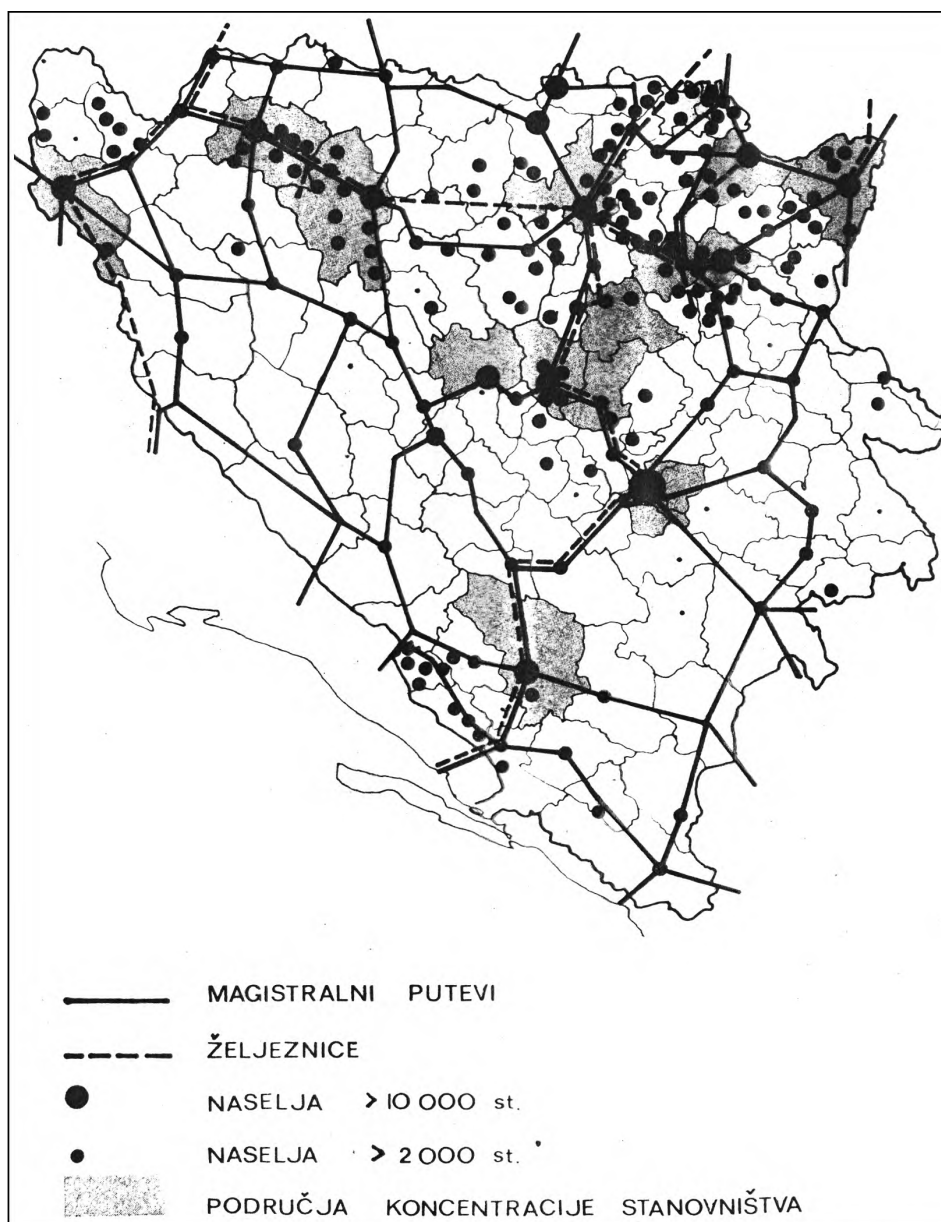 MAGISTRALNI PUTEVI
ŽELJEZNICE
NASELJA > 10 000 st.
NASELJA > 2 000 st.
PODRUČJA KONCENTRACIJE STANOVNIŠTVA